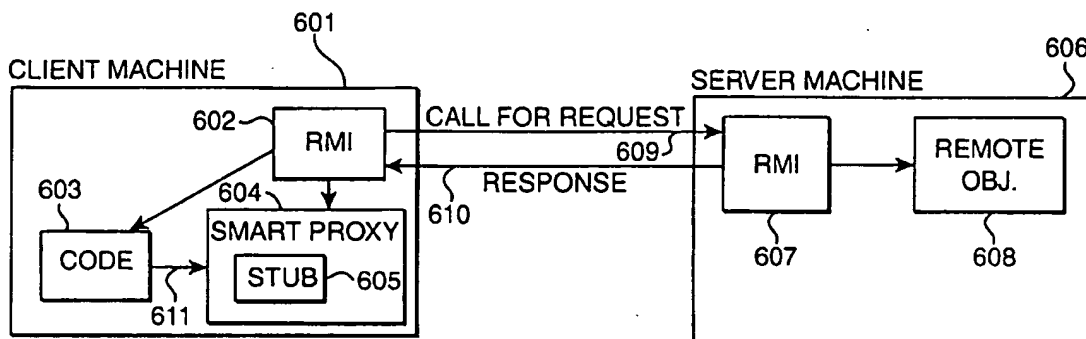 601
606
CLIENT MACHINE
SERVER MACHINE
602
RMI
CALL FOR REQUEST
609
RMI
REMOTE
OBJ.
603
604
610
RESPONSE
CODE
SMART PROXY
STUB
605
607
608
611